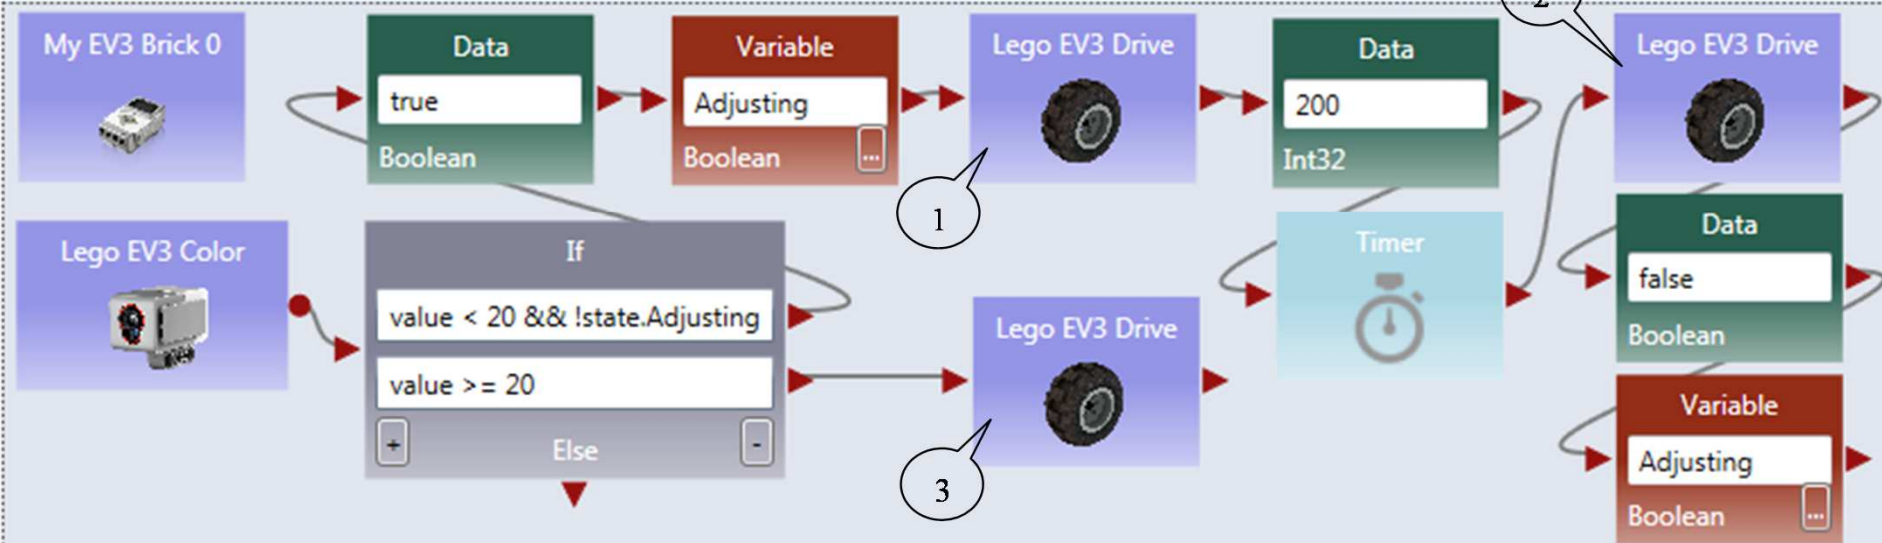 My EV3 Brick 0
Data
true
Boolean
Variable
Adjusting
Boolean
...
Lego EV3 Drive
1
Data
200
Int32
2
Lego EV3 Drive
Lego EV3 Color
If
value < 20 && !state.Adjusting
value >= 20
+
Else
-
Lego EV3 Drive
3
Timer
Data
false
Boolean
Variable
Adjusting
Boolean
...